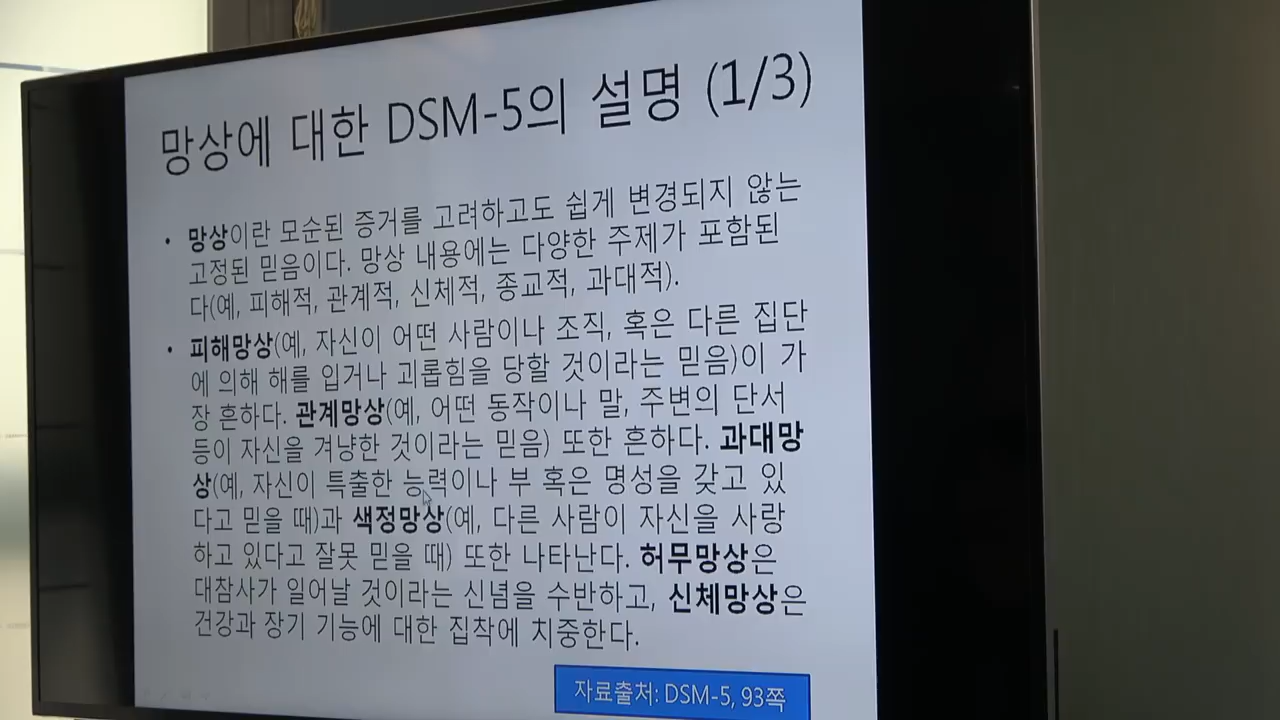 망상에 대한 DSM-5의 설명 (1/3)
• 망상이란 모순된 증거를 고려하고도 쉽게 변경되지 않는
고정된 믿음이다. 망상 내용에는 다양한 주제가 포함된
다(예, 피해적, 관계적, 신체적, 종교적, 과대적).
• 피해망상(예, 자신이 어떤 사람이나 조직, 혹은 다른 집단
에 의해 해를 입거나 괴롭힘을 당할 것이라는 믿음)이 가
장 흔하다. 관계망상(예, 어떤 동작이나 말, 주변의 단서
등이 자신을 겨냥한 것이라는 믿음) 또한 흔하다. 과대망
상(예, 자신이 특출한 능력이나 부 혹은 명성을 갖고 있
다고 믿을 때)과 색정망상(예, 다른 사람이 자신을 사랑
하고 있다고 잘못 믿을 때) 또한 나타난다. 허무망상은
대참사가 일어날 것이라는 신념을 수반하고, 신체망상은
건강과 장기 기능에 대한 집착에 치중한다.
자료출처: DSM-5, 93쪽